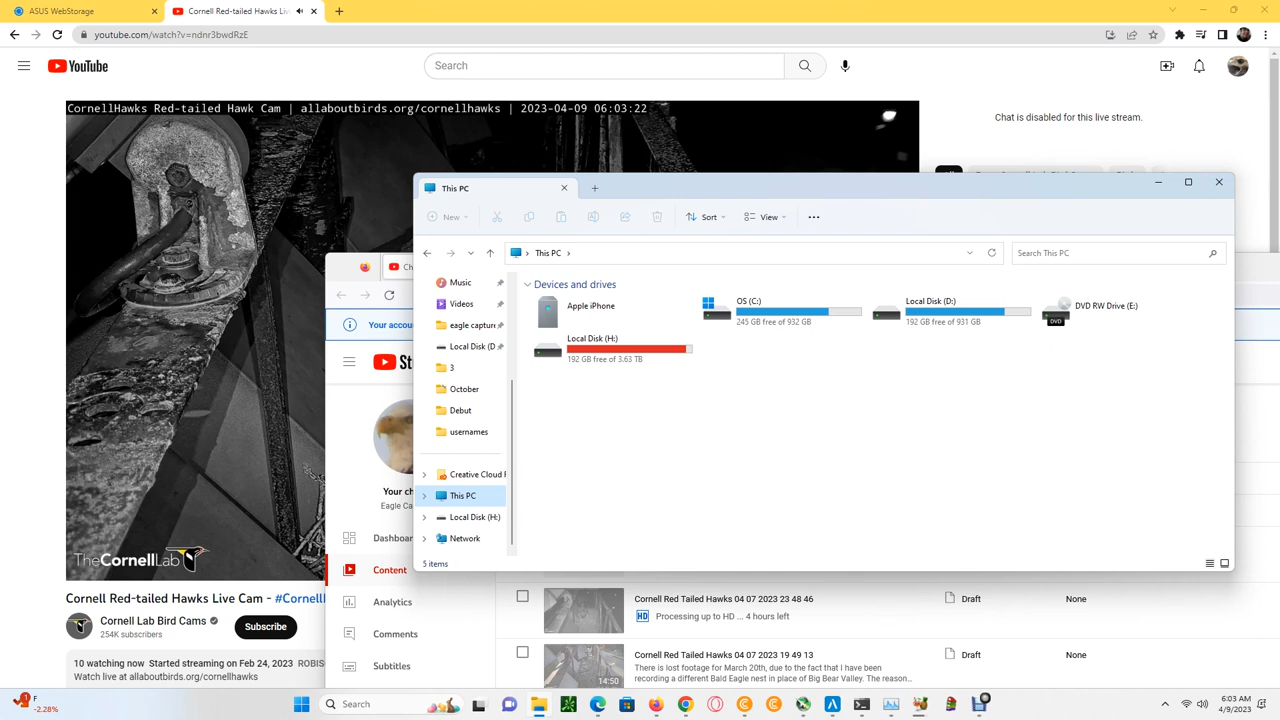 ASUS WebStorage
Cornell Red-tailed Hawks Liv
youtube.com/watch?v=ndnr3bwdRzE
YouTube
Search
CornellHawks Red-tailed Hawk Cam | allaboutbirds.org/cornellhawks | 2023-04-09 06:03:22
Chat is disabled for this live stream.
This PC
New
Sort
View
This PC
Search This PC
Music
Videos
eagle capture
Local Disk (D
3
October
Debut
usernames
Creative Cloud F
This PC
Local Disk (H:)
Network
Devices and drives
Apple iPhone
OS (C:)
245 GB free of 932 GB
Local Disk (D:)
192 GB free of 931 GB
DVD RW Drive (E:)
DVD
Local Disk (H:)
192 GB free of 3.63 TB
5 items
Ch
Your accou
St
Your ch
Eagle Cam
Dashboar
Content
Analytics
Comments
Subtitles
TheCornellLab
Cornell Red-tailed Hawks Live Cam - #Cornell
Cornell Lab Bird Cams
254K subscribers
Subscribe
10 watching now Started streaming on Feb 24, 2023 ROBIS
Watch live at allaboutbirds.org/cornellhawks
Cornell Red Tailed Hawks 04 07 2023 23 48 46
HD Processing up to HD ... 4 hours left
Draft
None
Cornell Red Tailed Hawks 04 07 2023 19 49 13
There is lost footage for March 20th, due to the fact that I have been
recording a different Bald Eagle nest in place of Big Bear Valley. The reason...
14:50
Draft
None
1
F
-2.28%
Search
6:03 AM
4/9/2023